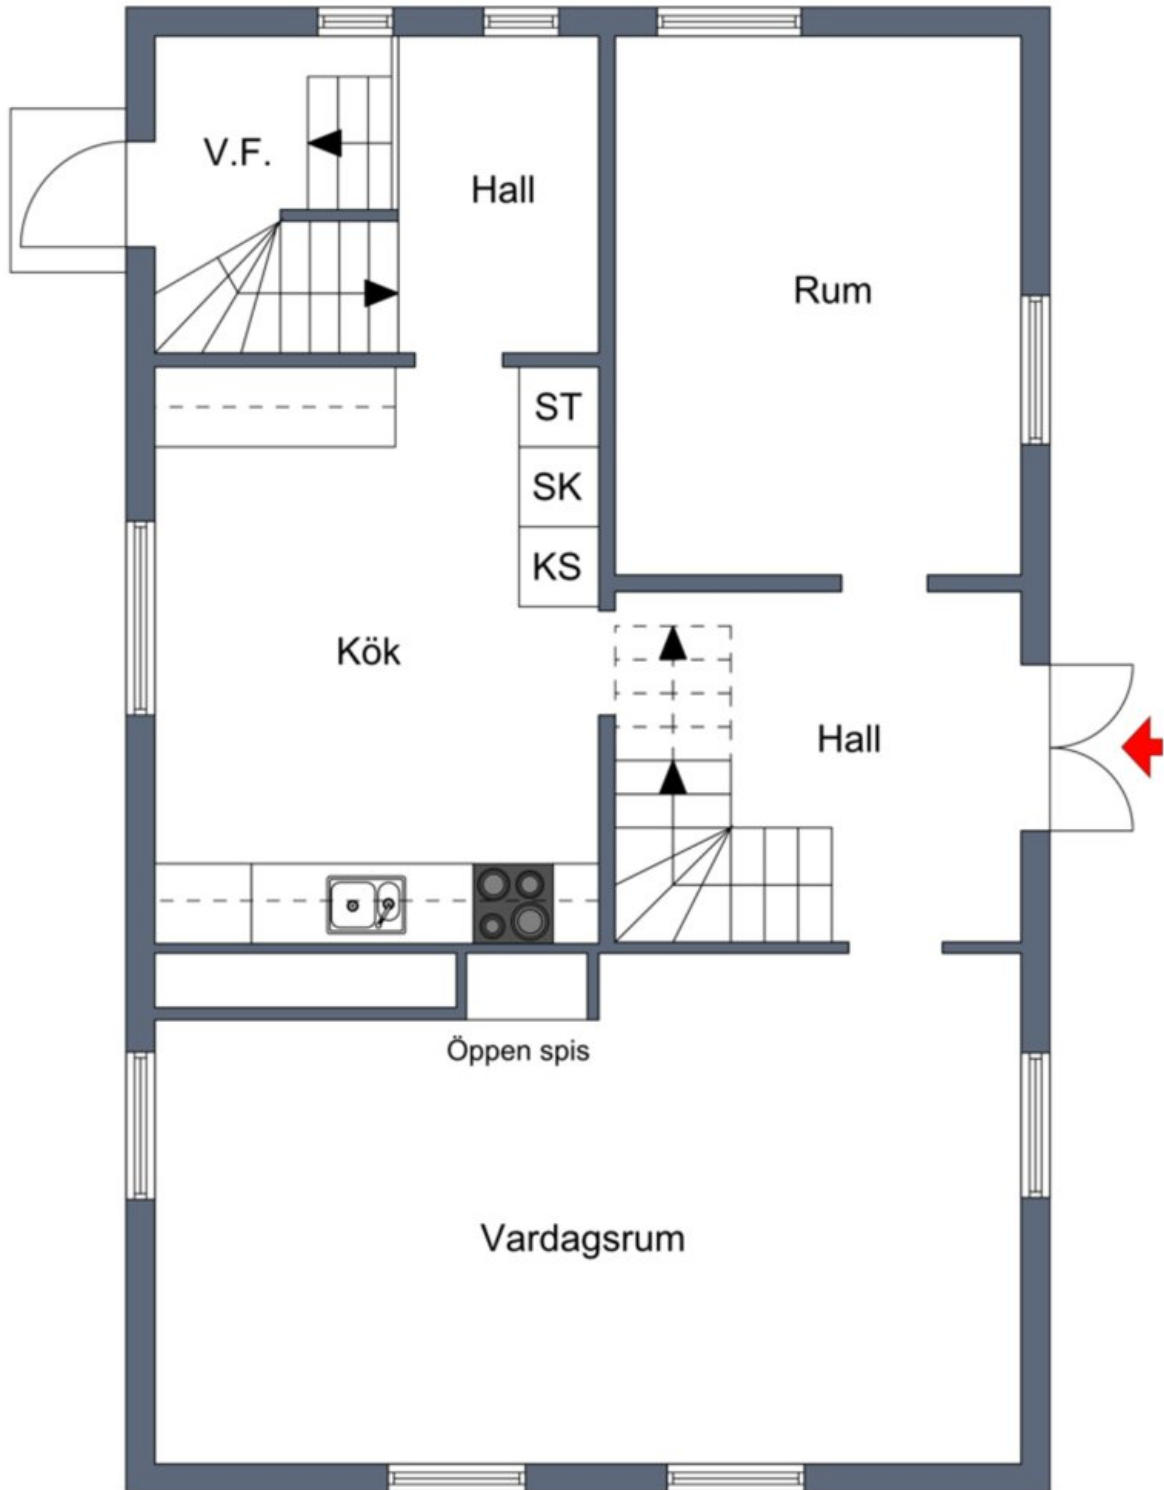 V.F.
Hall
Rum
ST
SK
KS
Kök
Hall
Öppen spis
Vardagsrum